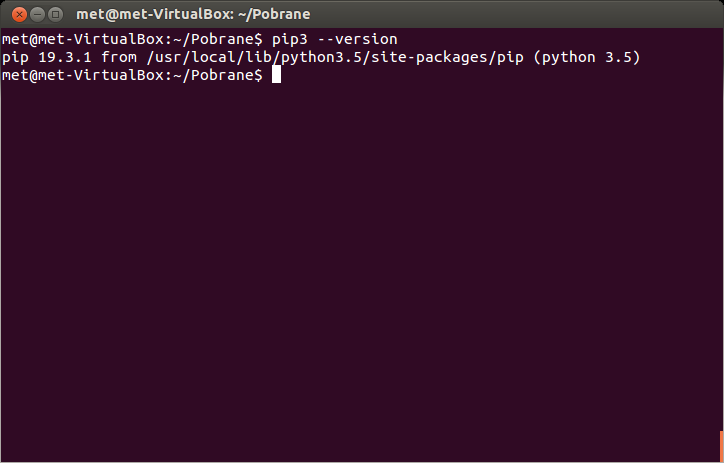 met@met-VirtualBox: ~/Pobrane
met@met-VirtualBox:~/Pobrane$ pip3 --version
pip 19.3.1 from /usr/local/lib/python3.5/site-packages/pip (python 3.5)
met@met-VirtualBox:~/Pobrane$